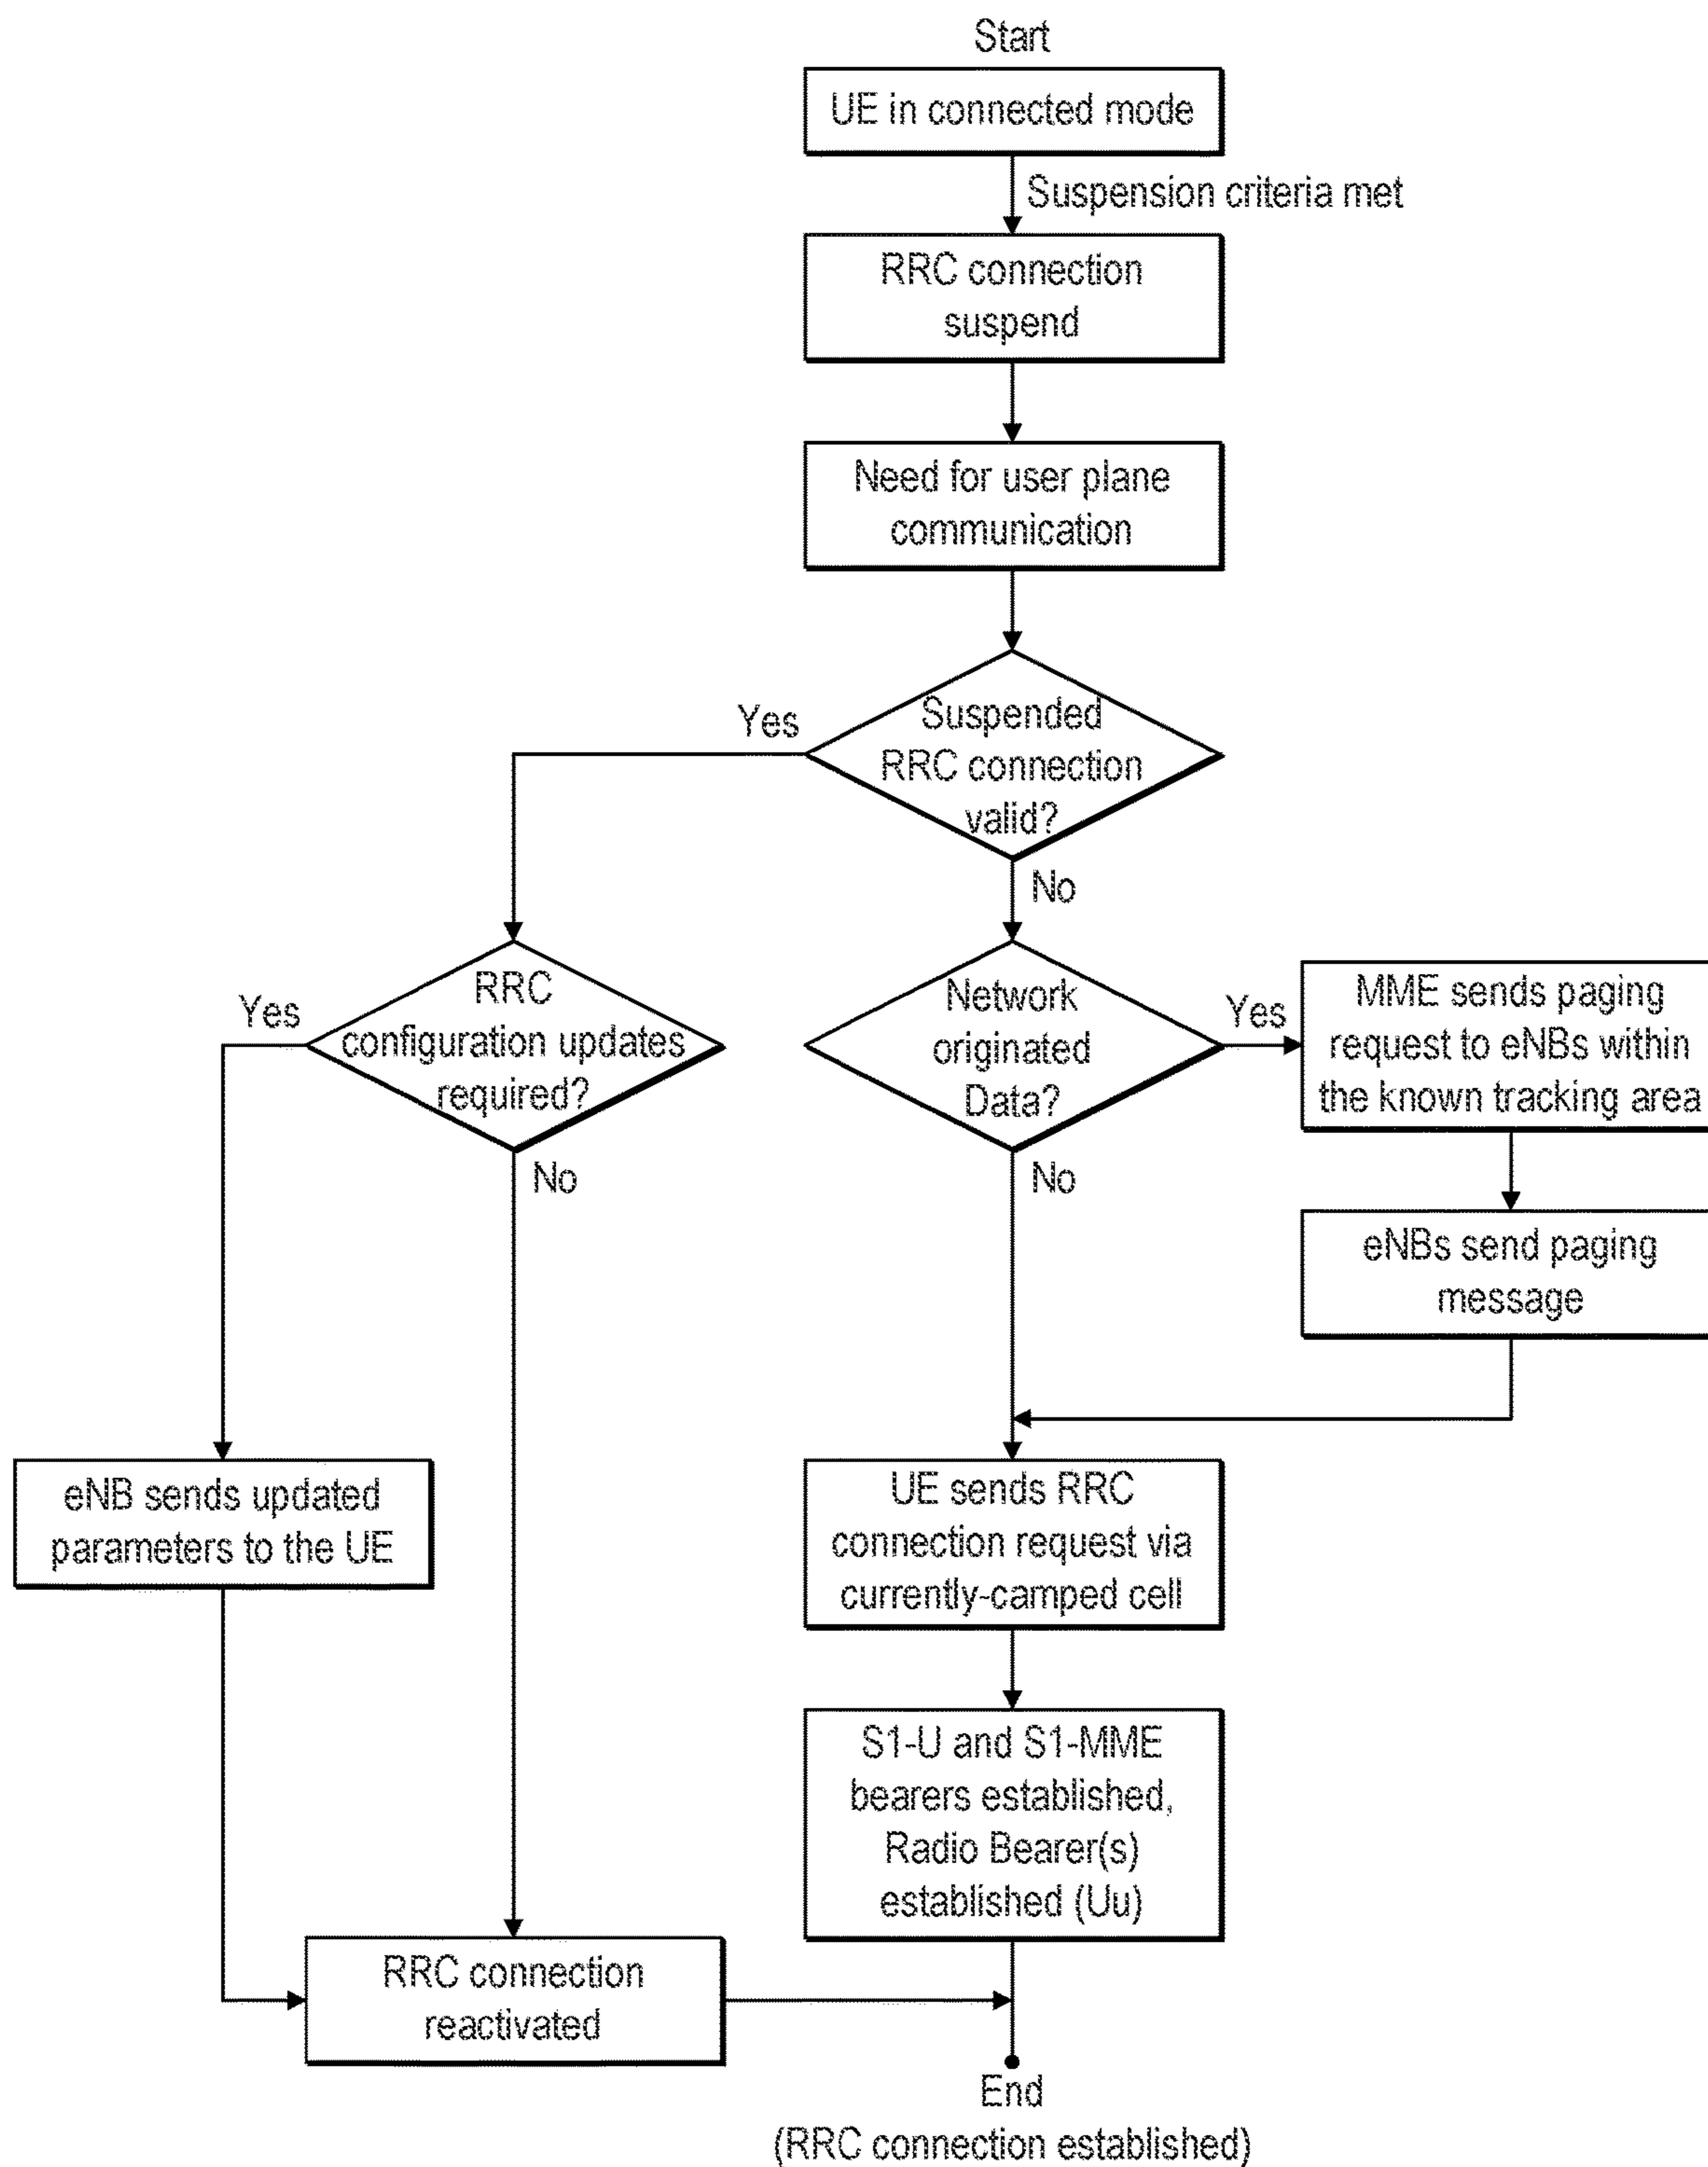 Start
UE in connected mode
Suspension criteria met
RRC connection
suspend
Need for user plane
communication
Suspended
RRC connection
valid?
Yes
No
RRC
configuration updates
required?
Yes
No
Network
originated
Data?
Yes
No
MME sends paging
request to eNBs within
the known tracking area
eNBs send paging
message
eNB sends updated
parameters to the UE
UE sends RRC
connection request via
currently-camped cell
S1-U and S1-MME
bearers established,
Radio Bearer(s)
established (Uu)
RRC connection
reactivated
End
(RRC connection established)